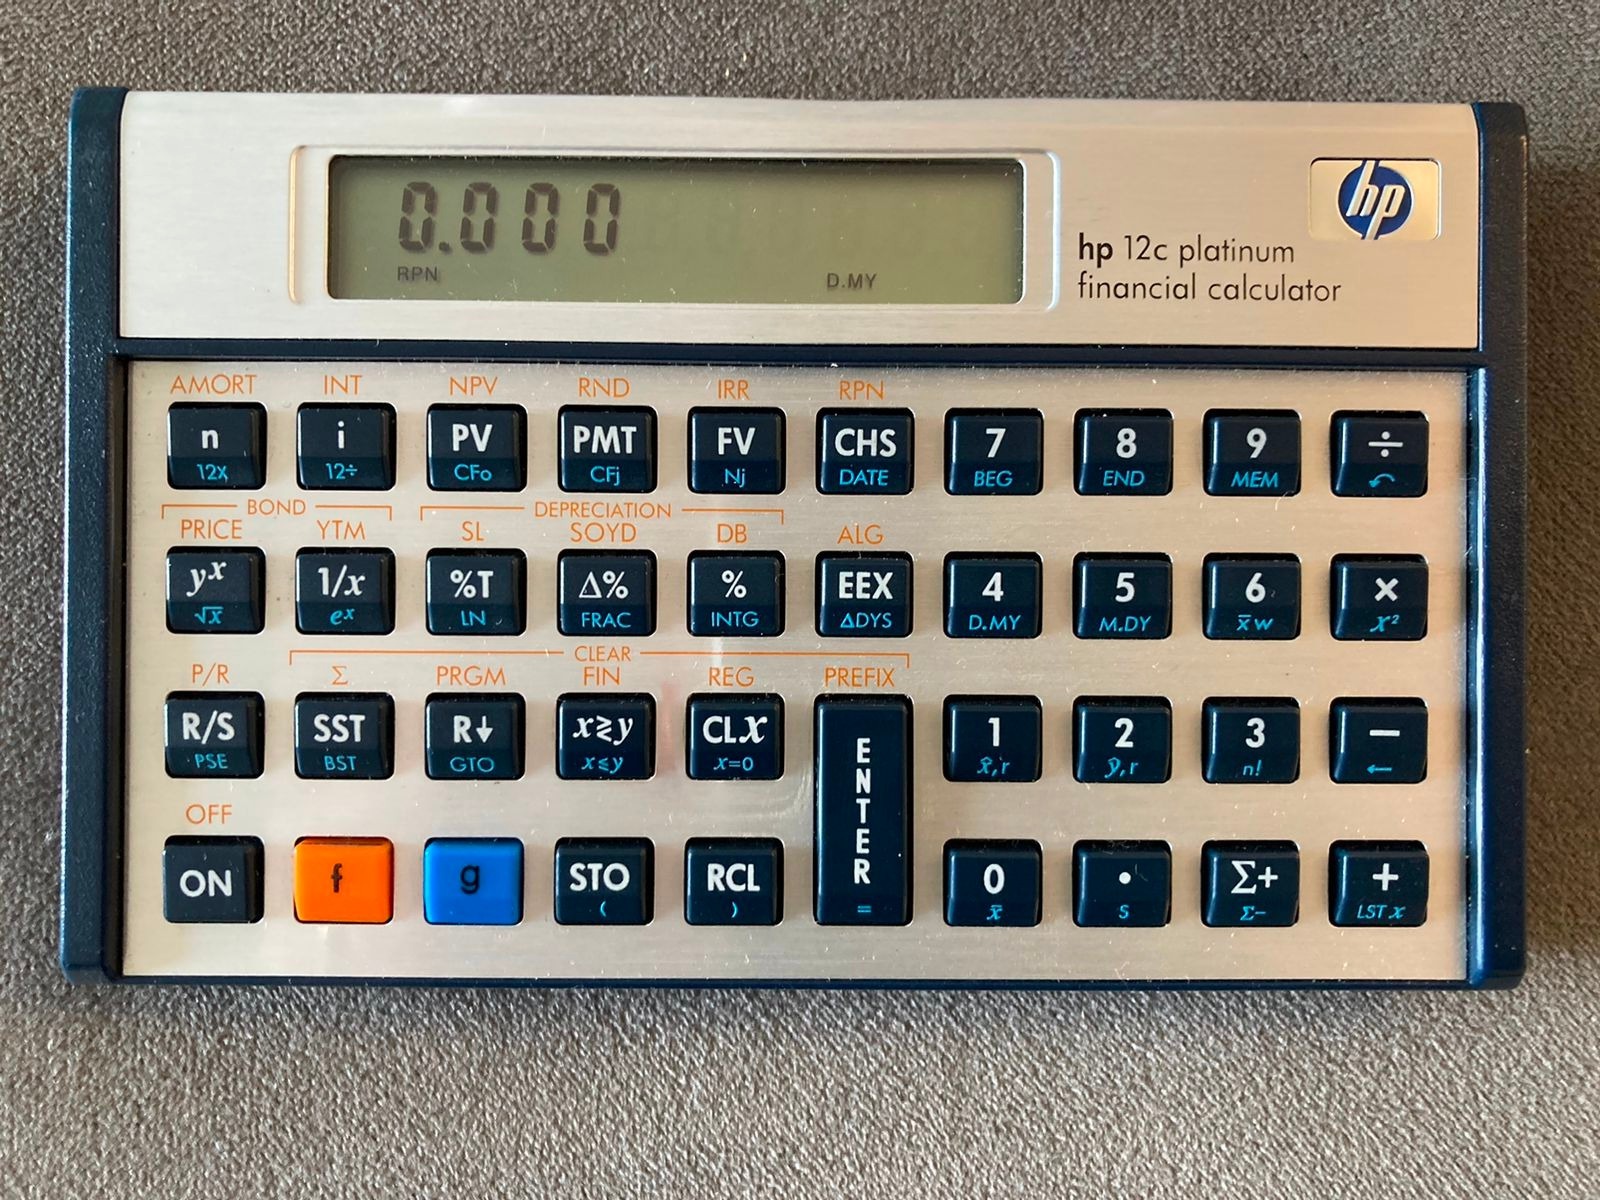 0.000
RPN D.MY
hp
hp 12c platinum
financial calculator
AMORT INT NPV RND IRR RPN
n i PV PMT FV CHS 7 8 9 ÷
12x 12÷ CFo CFj Nj DATE BEG END MEM ⤺
BOND DEPRECIATION
PRICE YTM SL SOYD DB ALG
yˣ 1/x %T Δ% % EEX 4 5 6 ×
√x eˣ LN FRAC INTG ΔDYS D.MY M.DY x̄w x²
CLEAR
P/R Σ PRGM FIN REG PREFIX
R/S SST R↓ x≷y CLx ENTER 1 2 3 −
PSE BST GTO x≤y x=0 x̂,r ŷ,r n! ←
OFF
ON f g STO RCL 0 • Σ+ +
( ) = x̄ s Σ− LST x